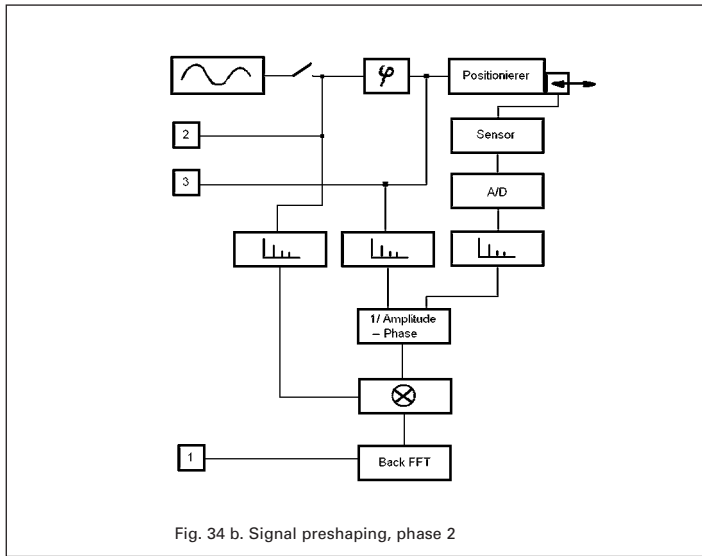 φ
Positionierer
2
Sensor
3
A/D
1/ Amplitude
– Phase
1
Back FFT
Fig. 34 b. Signal preshaping, phase 2